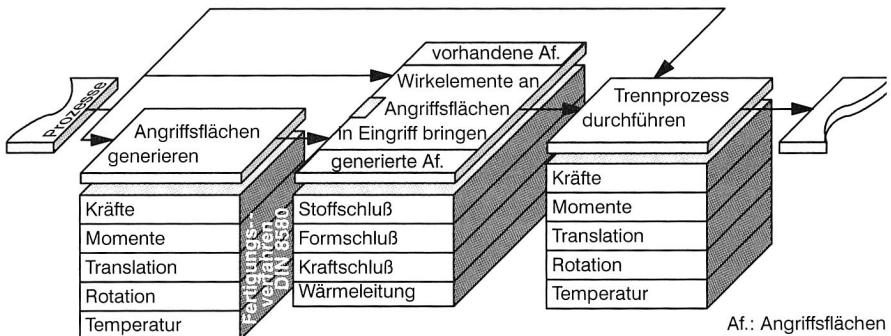 Prozesse
Angriffsflächen
generieren
Kräfte
Momente
Translation
Rotation
Temperatur
Fertigungs-
verfahren
DIN 8580
vorhandene Af.
Wirkelemente an
Angriffsflächen
in Eingriff bringen
generierte Af.
Stoffschluß
Formschluß
Kraftschluß
Wärmeleitung
Trennprozess
durchführen
Kräfte
Momente
Translation
Rotation
Temperatur
Af.: Angriffsflächen